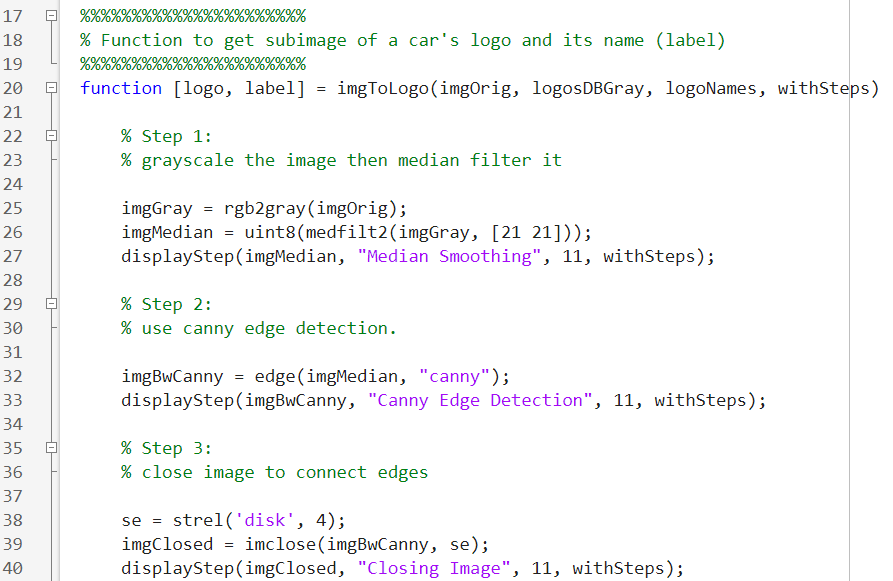 17 %%%%%%%%%%%%%%%%%%%%%%
18 % Function to get subimage of a car's logo and its name (label)
19 %%%%%%%%%%%%%%%%%%%%%%
20 function [logo, label] = imgToLogo(imgOrig, logosDBGray, logoNames, withSteps)
21
22 % Step 1:
23 % grayscale the image then median filter it
24
25 imgGray = rgb2gray(imgOrig);
26 imgMedian = uint8(medfilt2(imgGray, [21 21]));
27 displayStep(imgMedian, "Median Smoothing", 11, withSteps);
28
29 % Step 2:
30 % use canny edge detection.
31
32 imgBwCanny = edge(imgMedian, "canny");
33 displayStep(imgBwCanny, "Canny Edge Detection", 11, withSteps);
34
35 % Step 3:
36 % close image to connect edges
37
38 se = strel('disk', 4);
39 imgClosed = imclose(imgBwCanny, se);
40 displayStep(imgClosed, "Closing Image", 11, withSteps);